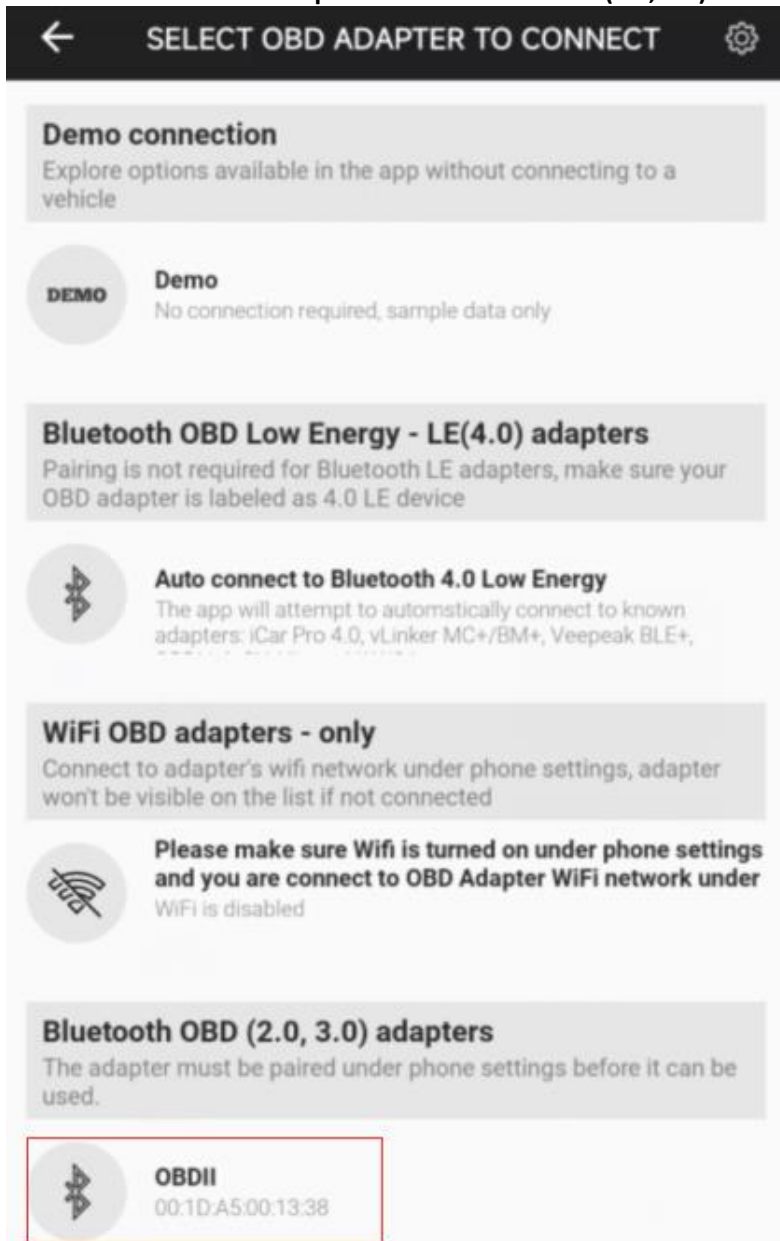 SELECT OBD ADAPTER TO CONNECT
Demo connection
Explore options available in the app without connecting to a
vehicle
DEMO
Demo
No connection required, sample data only
Bluetooth OBD Low Energy - LE(4.0) adapters
Pairing is not required for Bluetooth LE adapters, make sure your
OBD adapter is labeled as 4.0 LE device
Auto connect to Bluetooth 4.0 Low Energy
The app will attempt to automstically connect to known
adapters: iCar Pro 4.0, vLinker MC+/BM+, Veepeak BLE+,
WiFi OBD adapters - only
Connect to adapter's wifi network under phone settings, adapter
won't be visible on the list if not connected
Please make sure Wifi is turned on under phone settings
and you are connect to OBD Adapter WiFi network under
WiFi is disabled
Bluetooth OBD (2.0, 3.0) adapters
The adapter must be paired under phone settings before it can be
used.
OBDII
00:1D:A5:00:13:38